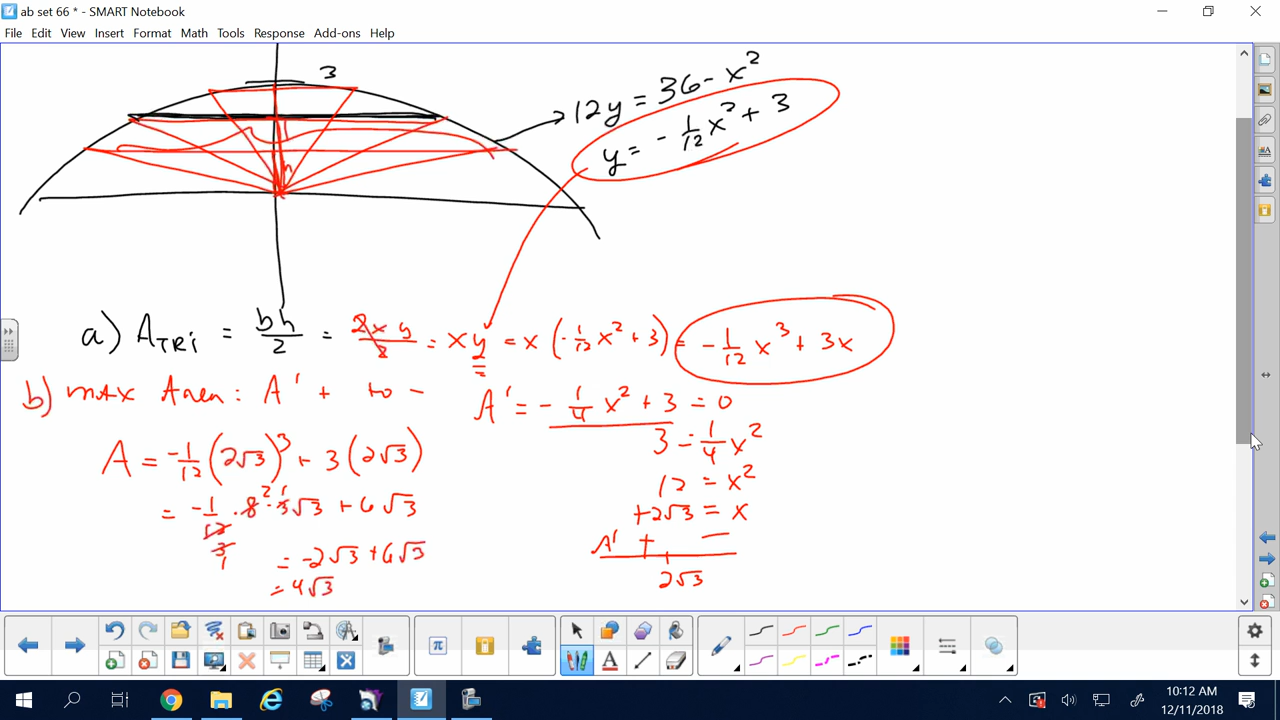 ab set 66 * - SMART Notebook
File Edit View Insert Format Math Tools Response Add-ons Help
3
12y = 36 - x²
y = -1/12 x² + 3
h
a) A_TRI = bh/2 = 2xy/2 = xy = x(-1/12 x² + 3) = -1/12 x³ + 3x
b) max Area: A' + to -
A' = -1/4 x² + 3 = 0
3 = 1/4 x²
12 = x²
+2√3 = x
A' + -
2√3
A = -1/12 (2√3)³ + 3(2√3)
= -1/12 · 8 · 3√3 + 6√3
2 1
3
1
= -2√3 + 6√3
= 4√3
π
A
10:12 AM
12/11/2018